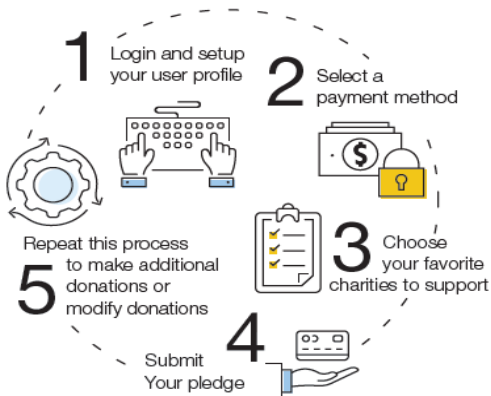 1 Login and setup
your user profile
2 Select a
payment method
$
3 Choose
your favorite
charities to support
4 Submit
Your pledge
5 Repeat this process
to make additional
donations or
modify donations